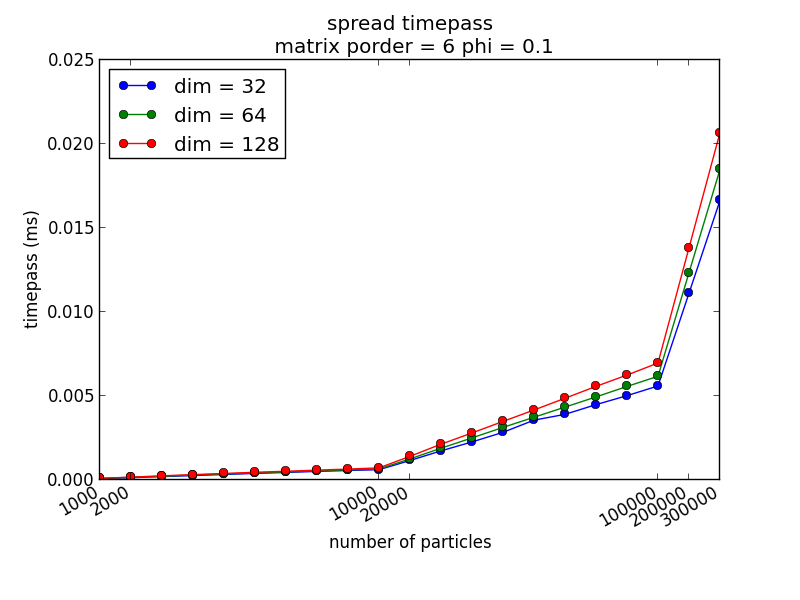 spread timepass
matrix porder = 6 phi = 0.1
0.025
0.020
0.015
0.010
0.005
0.000
timepass (ms)
dim = 32
dim = 64
dim = 128
1000
2000
10000
20000
100000
200000
300000
number of particles